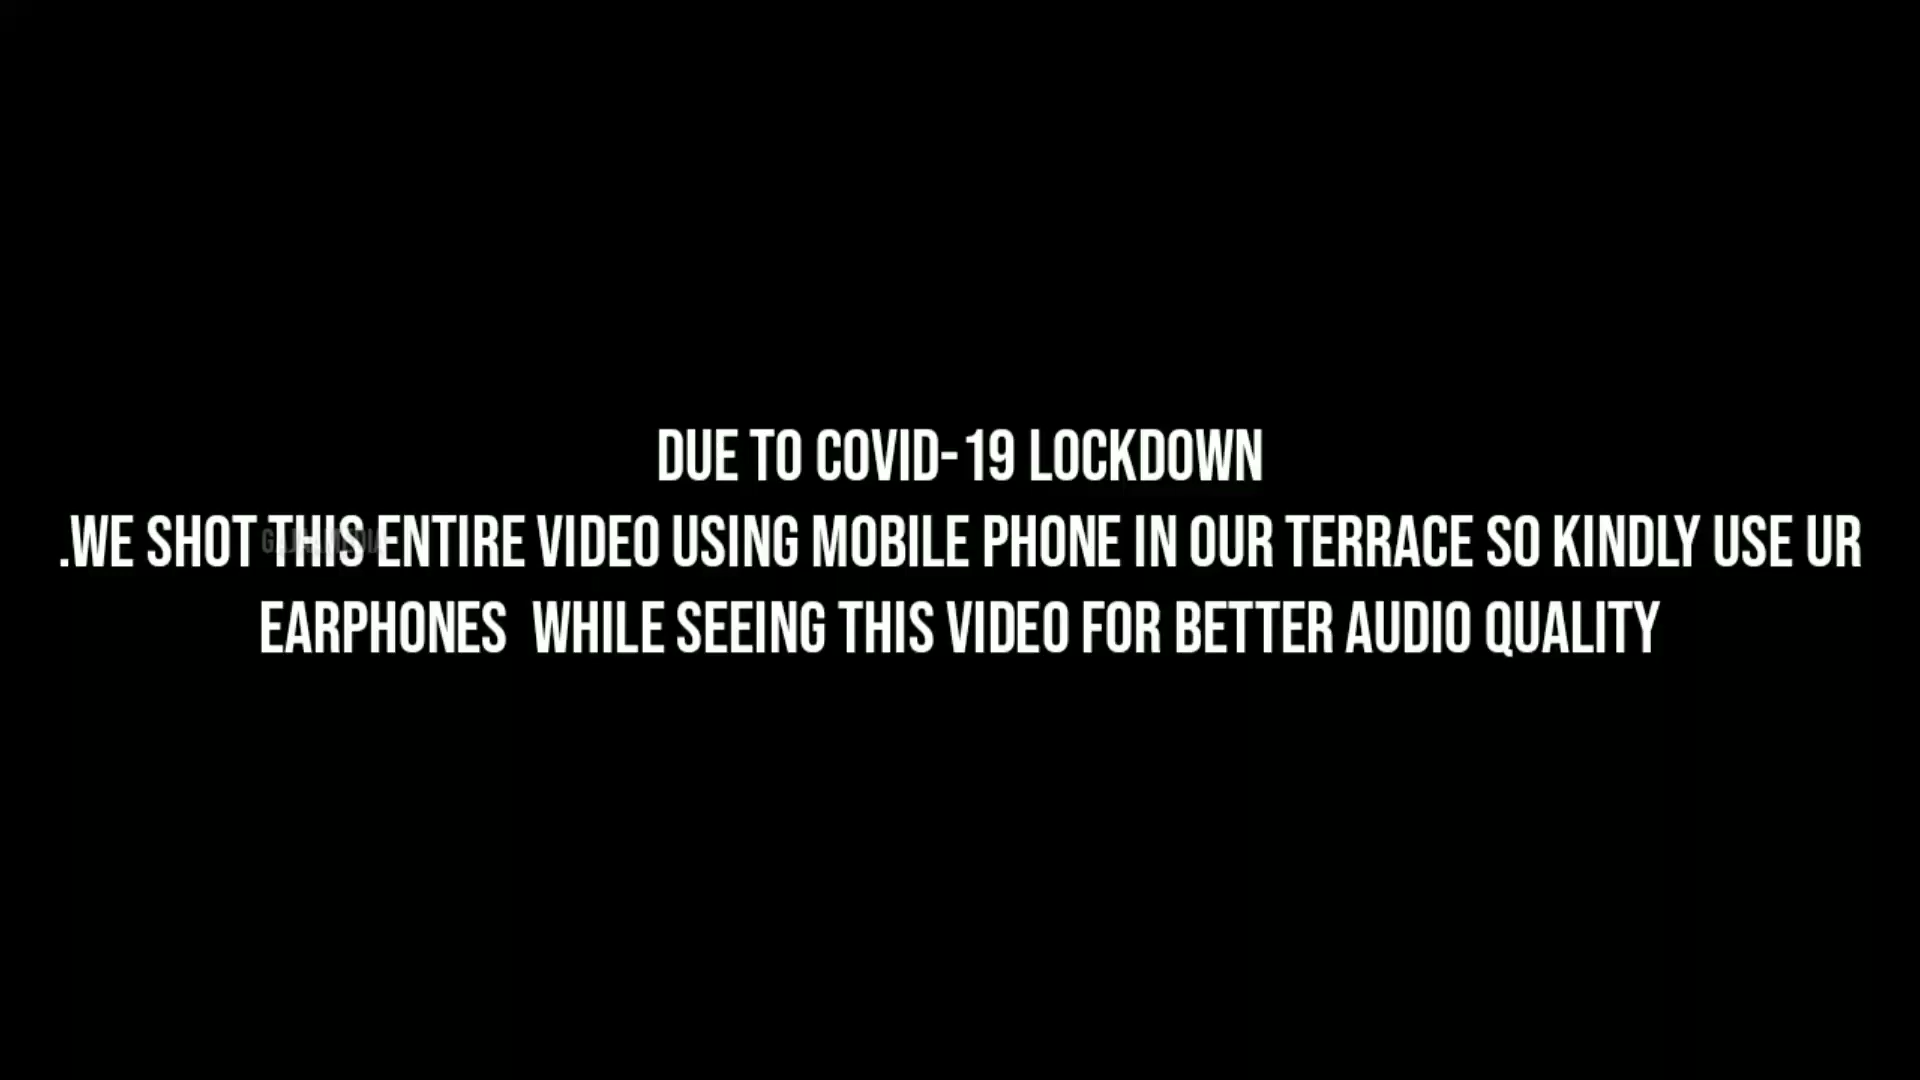 DUE TO COVID-19 LOCKDOWN
.WE SHOT THIS ENTIRE VIDEO USING MOBILE PHONE IN OUR TERRACE SO KINDLY USE UR
EARPHONES  WHILE SEEING THIS VIDEO FOR BETTER AUDIO QUALITY